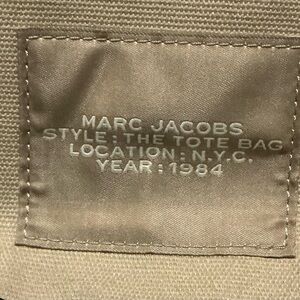 MARC JACOBS
STYLE: THE TOTE BAG
LOCATION: N.Y.C.
YEAR: 1984